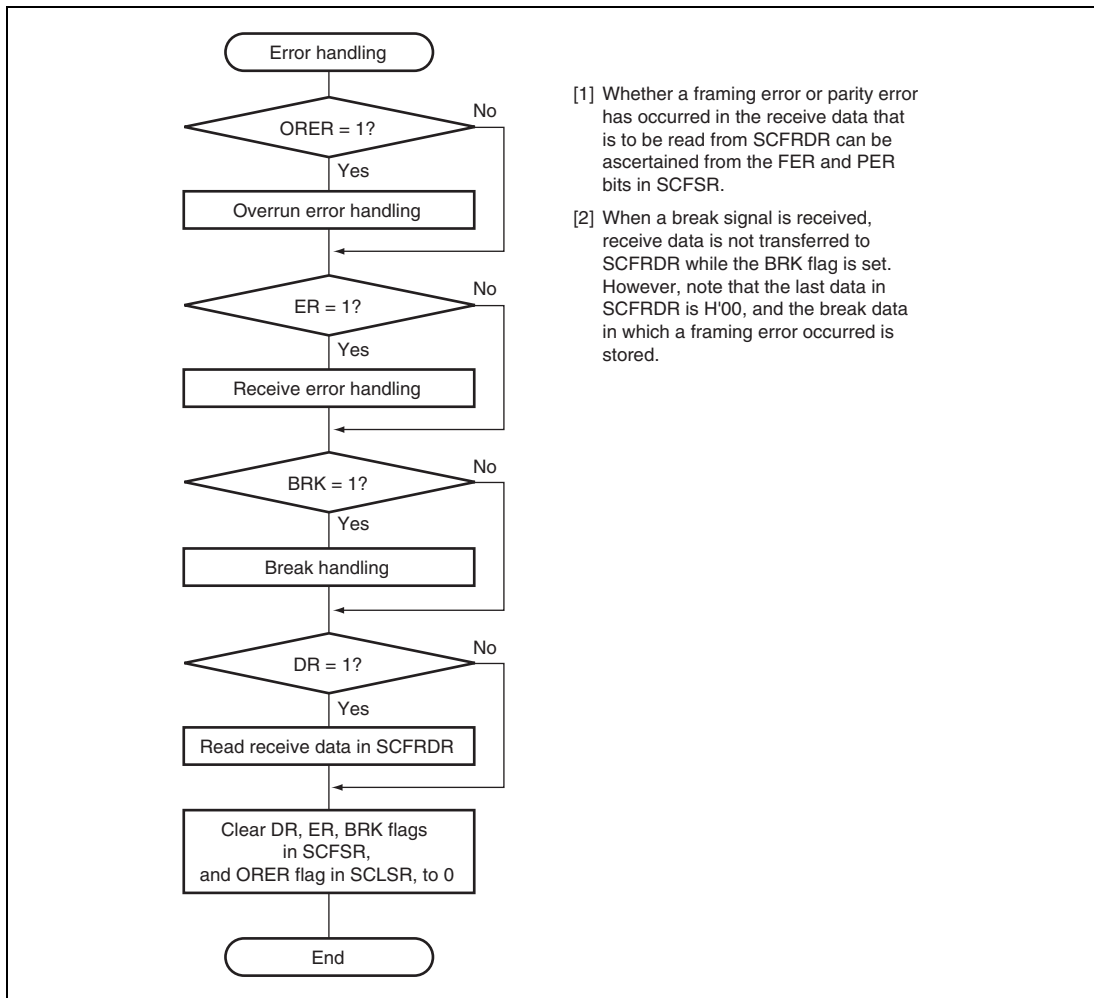 Error handling
ORER = 1?
No
Yes
Overrun error handling
ER = 1?
No
Yes
Receive error handling
BRK = 1?
No
Yes
Break handling
DR = 1?
No
Yes
Read receive data in SCFRDR
Clear DR, ER, BRK flags
in SCFSR,
and ORER flag in SCLSR, to 0
End
[1] Whether a framing error or parity error
has occurred in the receive data that
is to be read from SCFRDR can be
ascertained from the FER and PER
bits in SCFSR.
[2] When a break signal is received,
receive data is not transferred to
SCFRDR while the BRK flag is set.
However, note that the last data in
SCFRDR is H'00, and the break data
in which a framing error occurred is
stored.